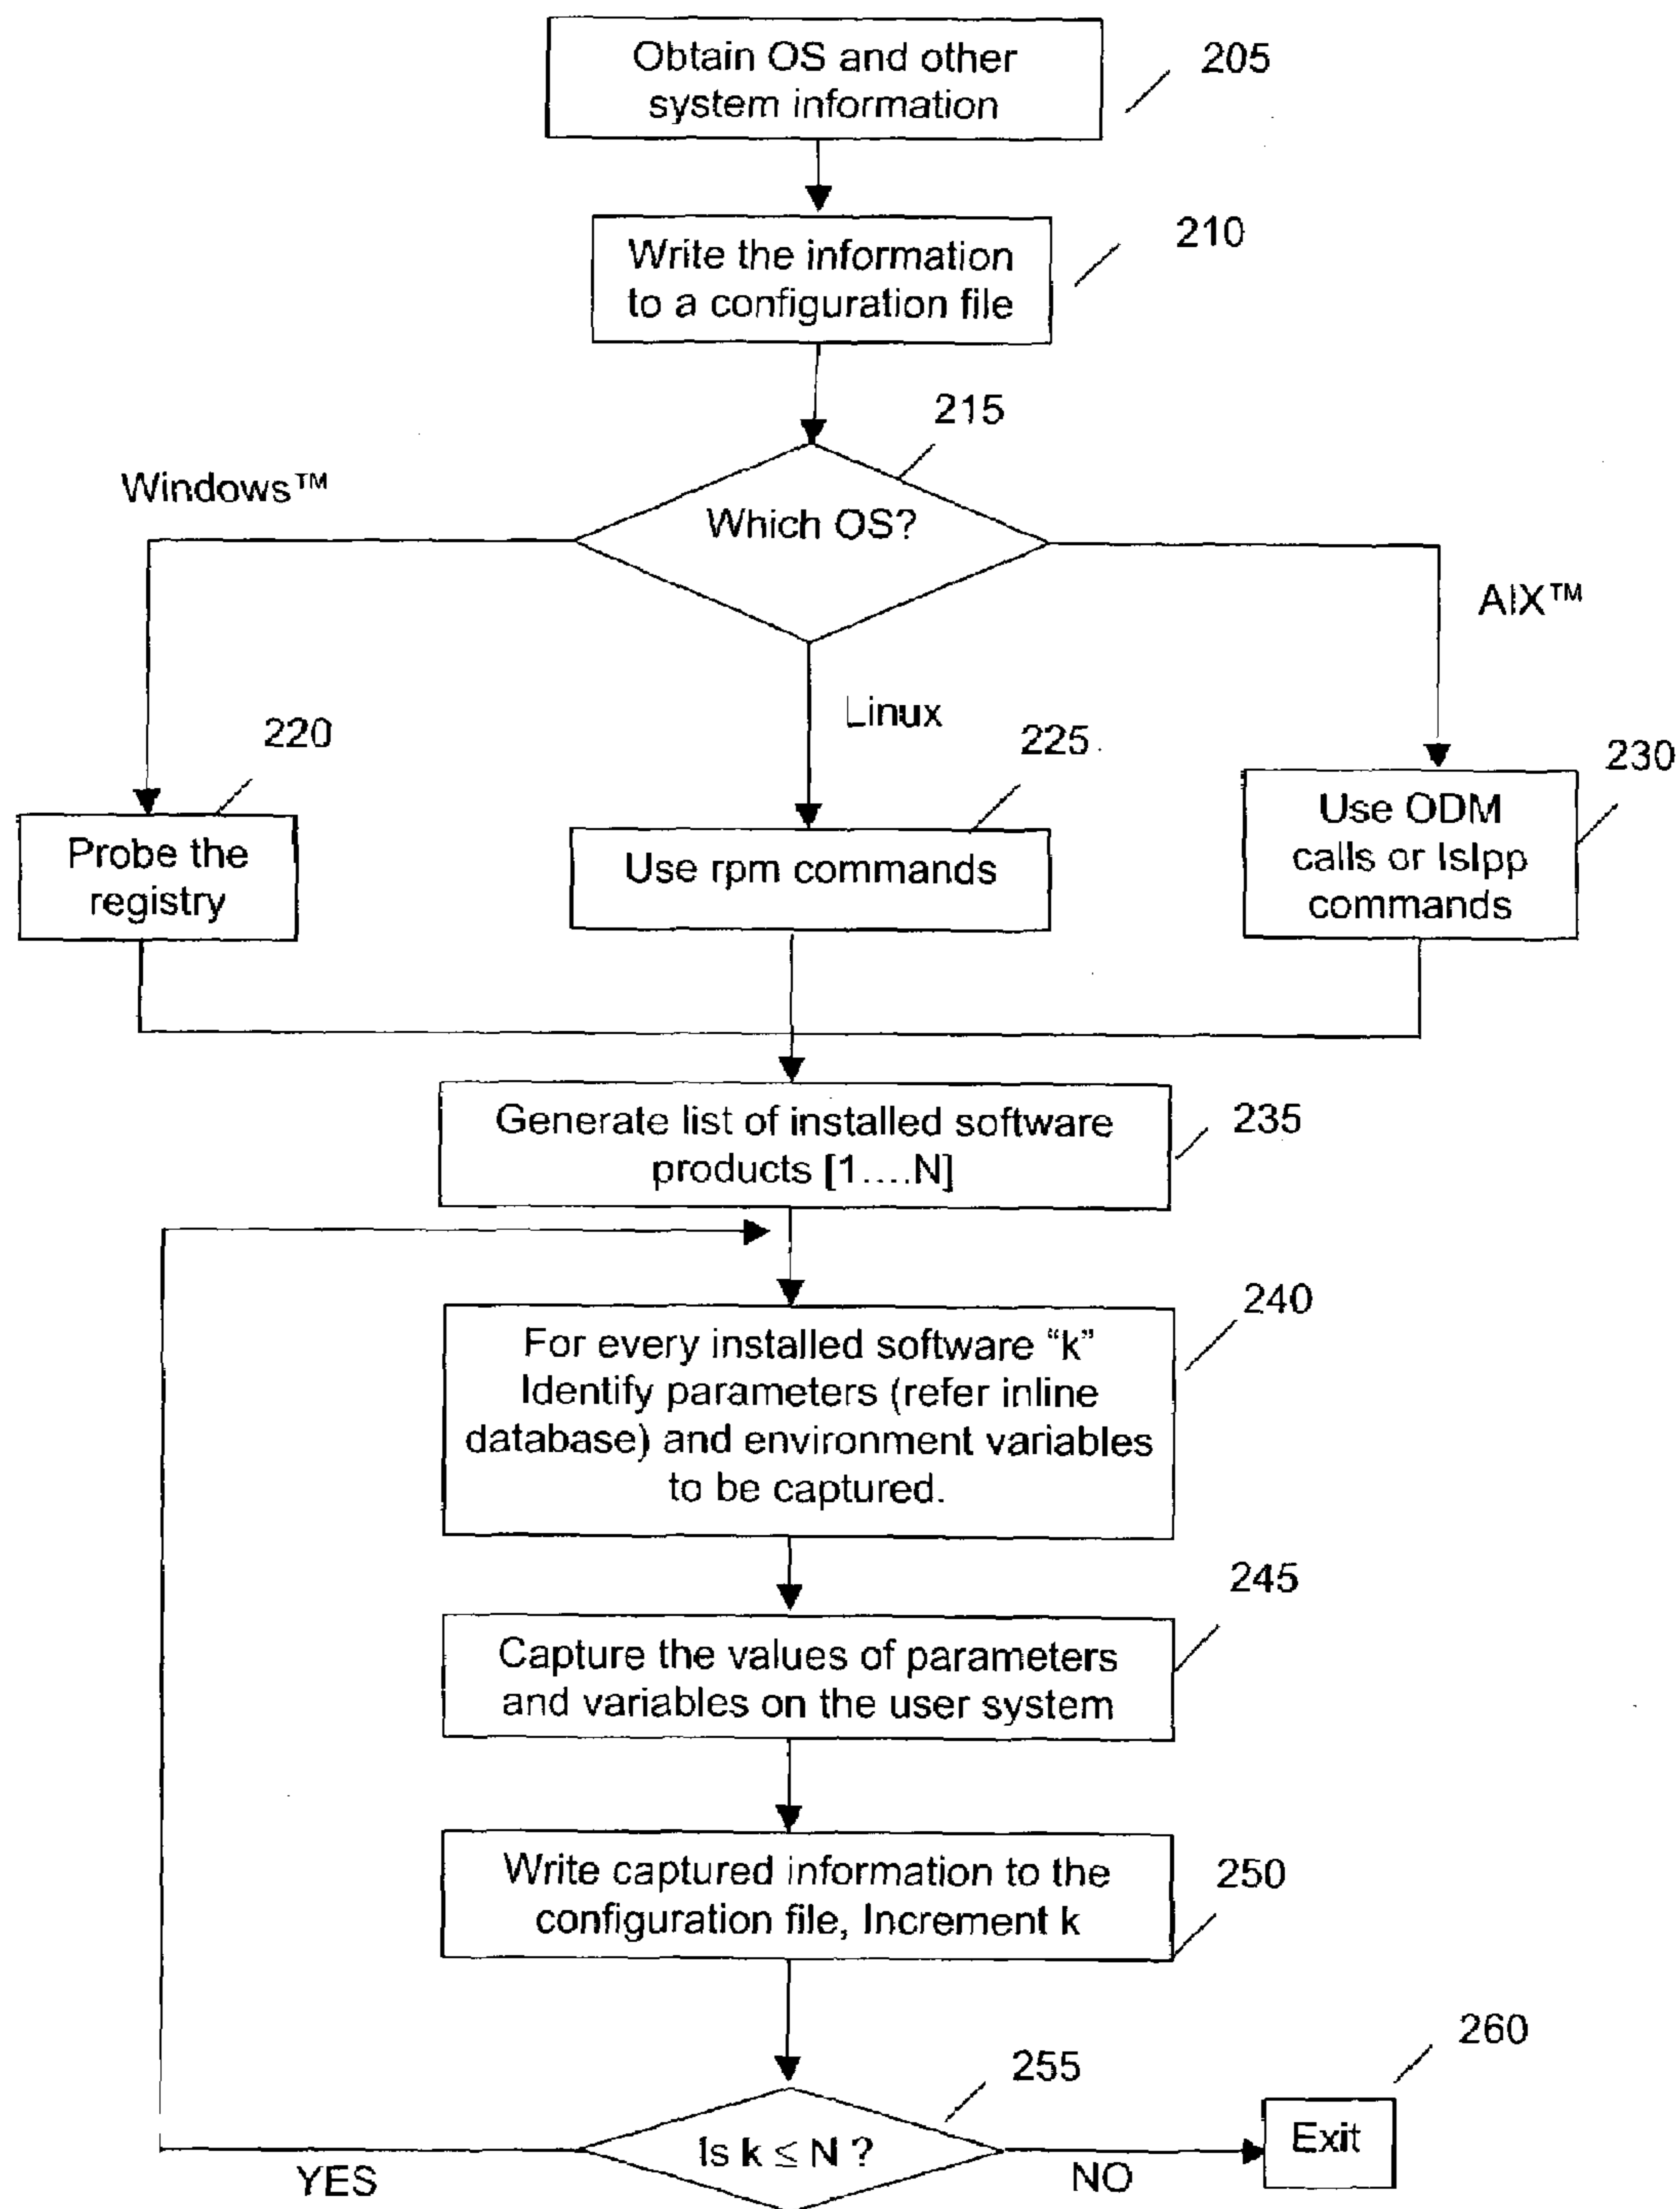 Obtain OS and other
system information
205
Write the information
to a configuration file
210
215
Windows™
Which OS?
AIX™
Linux
220
225
230
Probe the
registry
Use rpm commands
Use ODM
calls or lslpp
commands
Generate list of installed software
products [1....N]
235
240
For every installed software “k”
Identify parameters (refer inline
database) and environment variables
to be captured.
245
Capture the values of parameters
and variables on the user system
Write captured information to the
configuration file, Increment k
250
255
260
Is k ≤ N ?
Exit
YES
NO